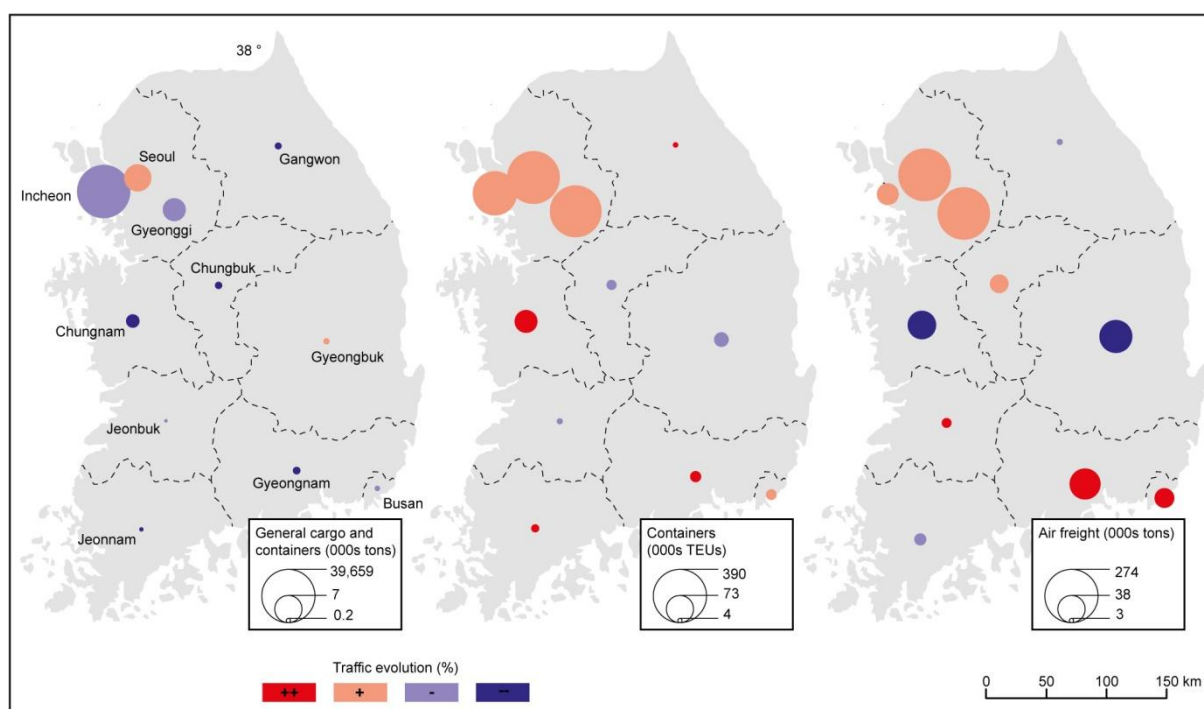 38 °
Seoul
Gangwon
Incheon
Gyeonggi
Chungbuk
Chungnam
Gyeongbuk
Jeonbuk
Gyeongnam
Busan
Jeonnam
General cargo and
containers (000s tons)
39,659
7
0.2
Containers
(000s TEUs)
390
73
4
Air freight (000s tons)
274
38
3
Traffic evolution (%)
++ + - --
0 50 100 150 km